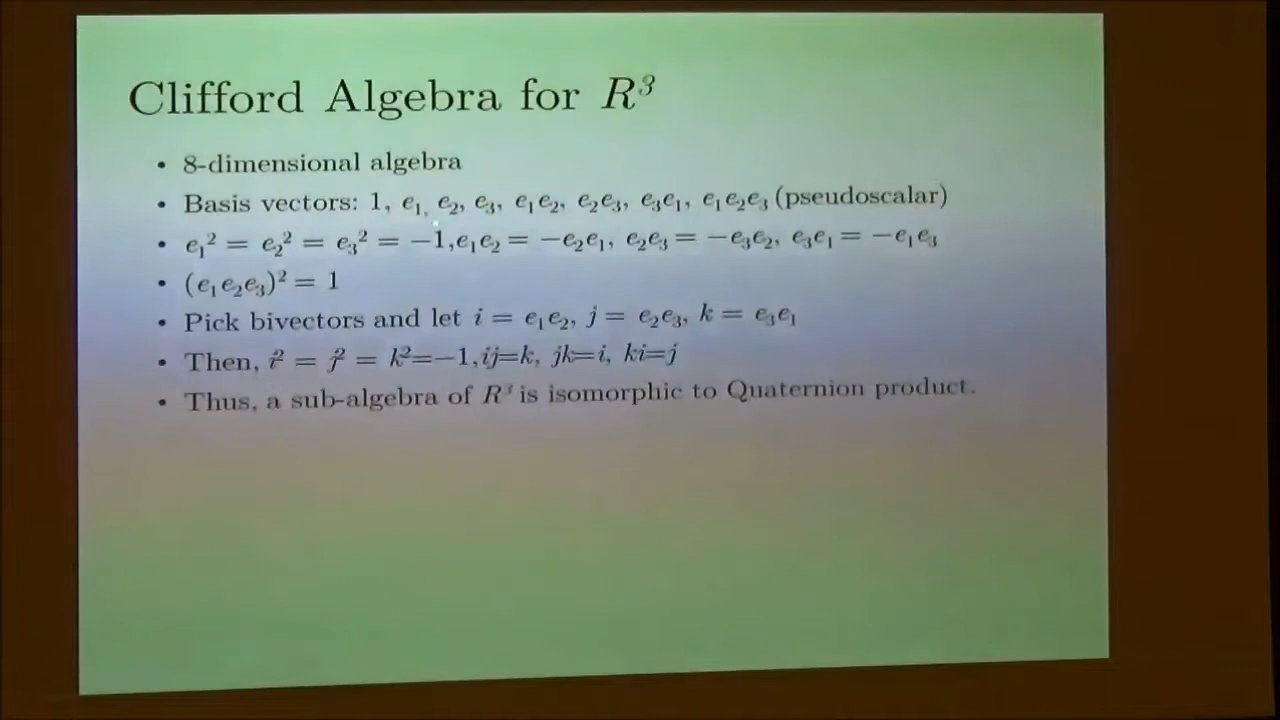 Clifford Algebra for R³
• 8-dimensional algebra
• Basis vectors: 1, e₁, e₂, e₃, e₁e₂, e₂e₃, e₃e₁, e₁e₂e₃ (pseudoscalar)
• e₁² = e₂² = e₃² = −1, e₁e₂ = −e₂e₁, e₂e₃ = −e₃e₂, e₃e₁ = −e₁e₃
• (e₁e₂e₃)² = 1
• Pick bivectors and let i = e₁e₂, j = e₂e₃, k = e₃e₁
• Then, i² = j² = k²=−1, ij=k, jk=i, ki=j
• Thus, a sub-algebra of R³ is isomorphic to Quaternion product.